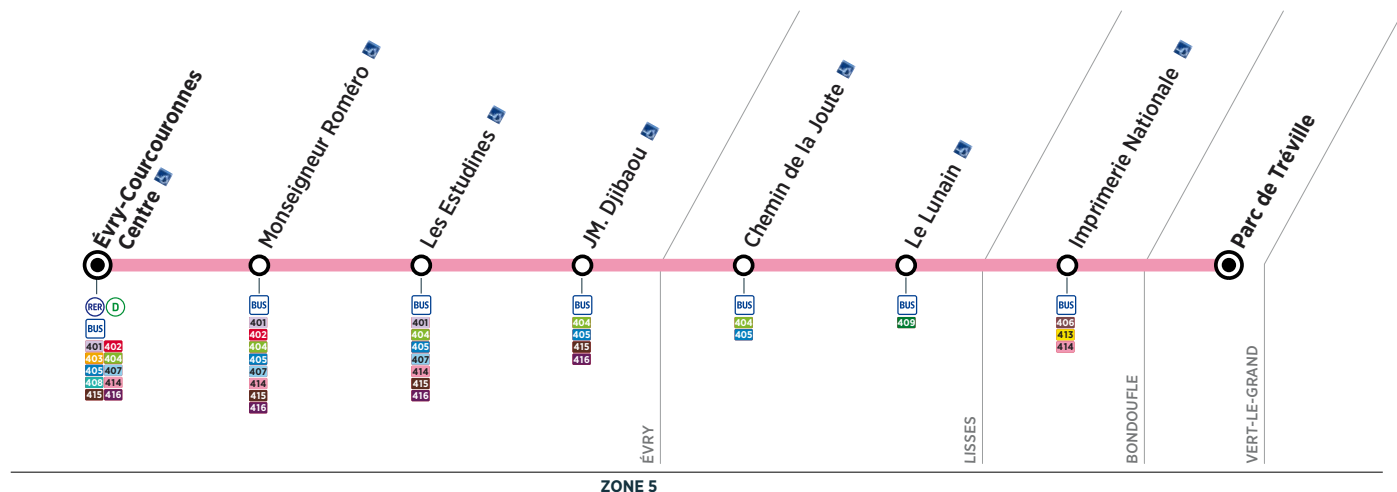 Évry-Courcouronnes
Centre
Monseigneur Roméro
Les Estudines
JM. Djibaou
Chemin de la Joute
Le Lunain
Imprimerie Nationale
Parc de Tréville
RER D
BUS
401 402
403 404
405 407
408 414
415 416
BUS
401
402
404
405
407
414
415
416
BUS
401
404
405
407
414
415
416
BUS
404
405
415
416
BUS
404
405
BUS
409
BUS
406
413
414
ÉVRY
LISSES
BONDOUFLE
VERT-LE-GRAND
ZONE 5